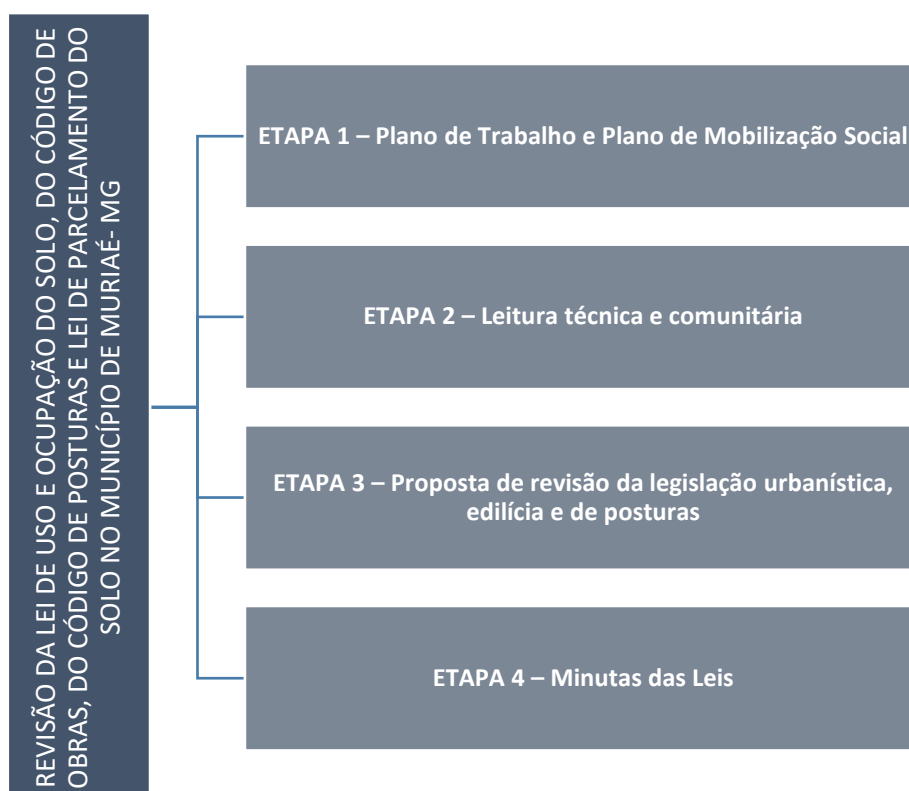 REVISÃO DA LEI DE USO E OCUPAÇÃO DO SOLO, DO CÓDIGO DE
OBRAS, DO CÓDIGO DE POSTURAS E LEI DE PARCELAMENTO DO
SOLO NO MUNICÍPIO DE MURIAÉ- MG
ETAPA 1 – Plano de Trabalho e Plano de Mobilização Social
ETAPA 2 – Leitura técnica e comunitária
ETAPA 3 – Proposta de revisão da legislação urbanística,
edilícia e de posturas
ETAPA 4 – Minutas das Leis